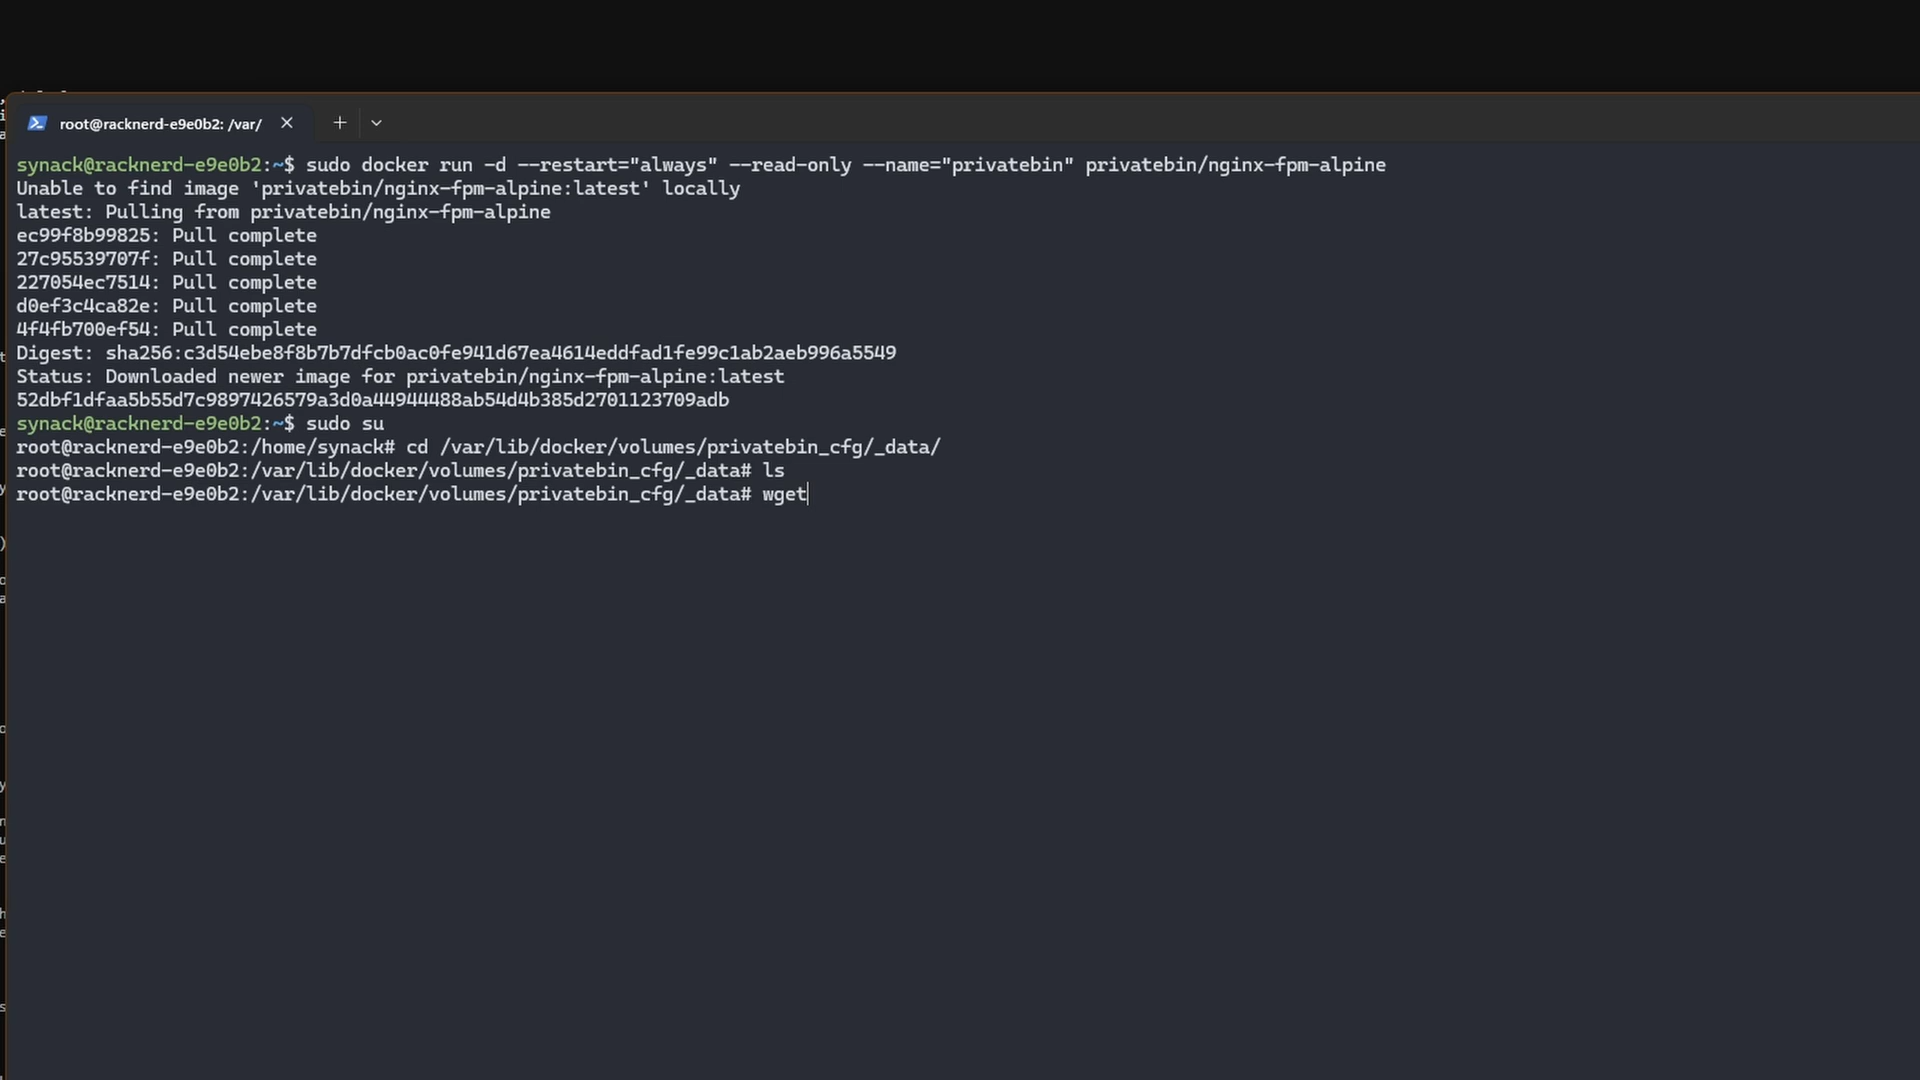 root@racknerd-e9e0b2: /var/
synack@racknerd-e9e0b2:~$ sudo docker run -d --restart="always" --read-only --name="privatebin" privatebin/nginx-fpm-alpine
Unable to find image 'privatebin/nginx-fpm-alpine:latest' locally
latest: Pulling from privatebin/nginx-fpm-alpine
ec99f8b99825: Pull complete
27c95539707f: Pull complete
227054ec7514: Pull complete
d0ef3c4ca82e: Pull complete
4f4fb700ef54: Pull complete
Digest: sha256:c3d54ebe8f8b7b7dfcb0ac0fe941d67ea4614eddfad1fe99c1ab2aeb996a5549
Status: Downloaded newer image for privatebin/nginx-fpm-alpine:latest
52dbf1dfaa5b55d7c9897426579a3d0a44944488ab54d4b385d2701123709adb
synack@racknerd-e9e0b2:~$ sudo su
root@racknerd-e9e0b2:/home/synack# cd /var/lib/docker/volumes/privatebin_cfg/_data/
root@racknerd-e9e0b2:/var/lib/docker/volumes/privatebin_cfg/_data# ls
root@racknerd-e9e0b2:/var/lib/docker/volumes/privatebin_cfg/_data# wget